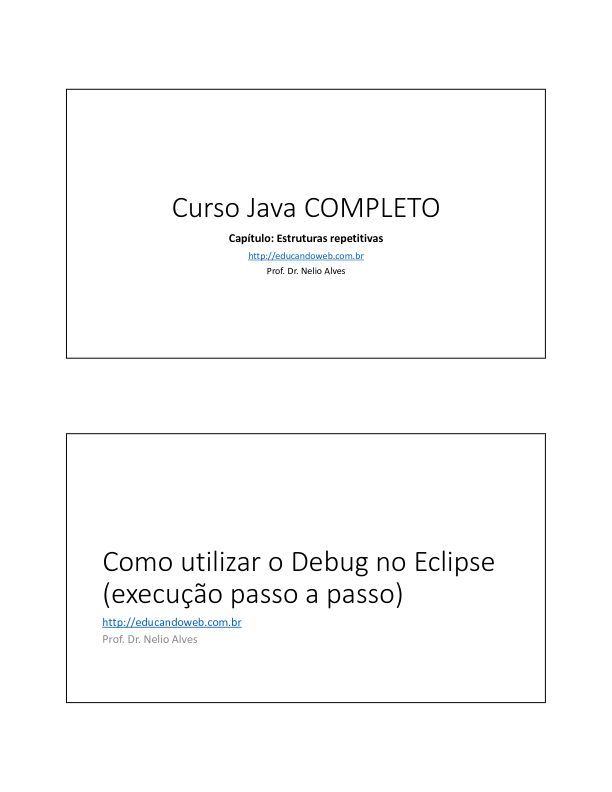 Curso Java COMPLETO
Capítulo: Estruturas repetitivas
http://educandoweb.com.br
Prof. Dr. Nelio Alves
Como utilizar o Debug no Eclipse
(execução passo a passo)
http://educandoweb.com.br
Prof. Dr. Nelio Alves